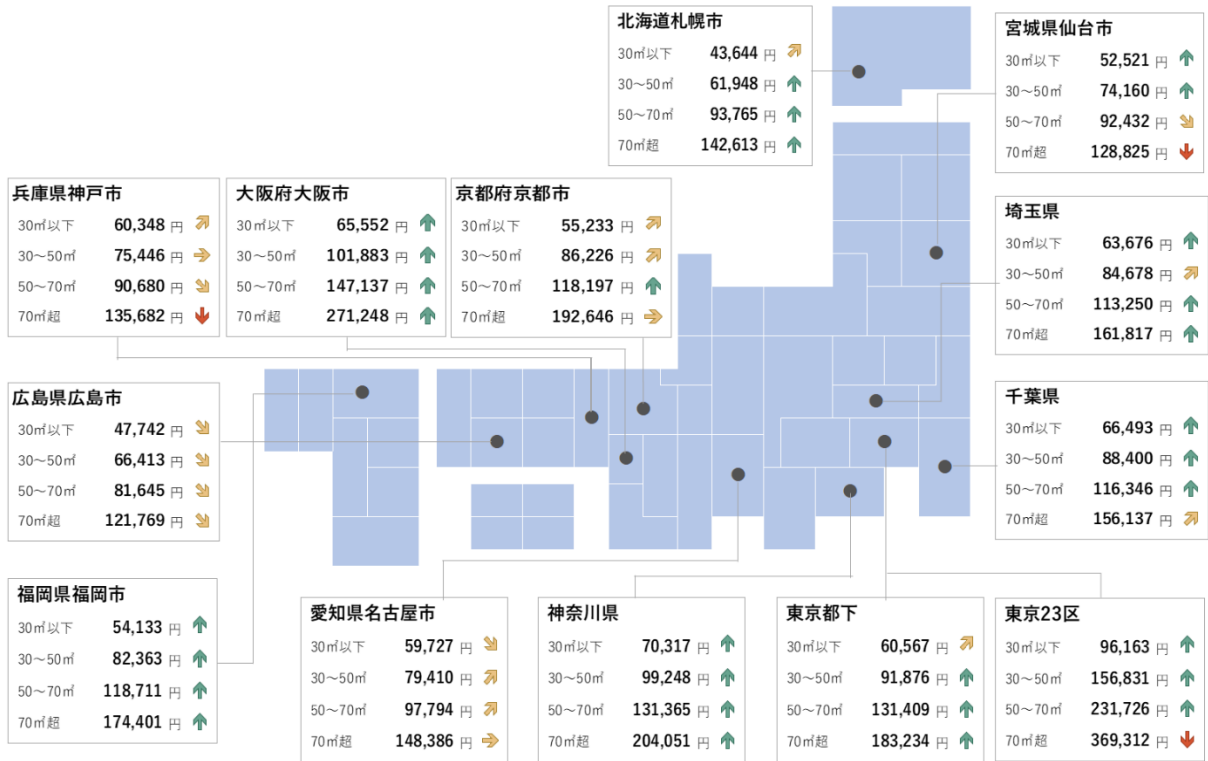 北海道札幌市
30㎡以下 43,644 円
30～50㎡ 61,948 円
50～70㎡ 93,765 円
70㎡超 142,613 円
宮城県仙台市
30㎡以下 52,521 円
30～50㎡ 74,160 円
50～70㎡ 92,432 円
70㎡超 128,825 円
兵庫県神戸市
30㎡以下 60,348 円
30～50㎡ 75,446 円
50～70㎡ 90,680 円
70㎡超 135,682 円
大阪府大阪市
30㎡以下 65,552 円
30～50㎡ 101,883 円
50～70㎡ 147,137 円
70㎡超 271,248 円
京都府京都市
30㎡以下 55,233 円
30～50㎡ 86,226 円
50～70㎡ 118,197 円
70㎡超 192,646 円
埼玉県
30㎡以下 63,676 円
30～50㎡ 84,678 円
50～70㎡ 113,250 円
70㎡超 161,817 円
広島県広島市
30㎡以下 47,742 円
30～50㎡ 66,413 円
50～70㎡ 81,645 円
70㎡超 121,769 円
千葉県
30㎡以下 66,493 円
30～50㎡ 88,400 円
50～70㎡ 116,346 円
70㎡超 156,137 円
福岡県福岡市
30㎡以下 54,133 円
30～50㎡ 82,363 円
50～70㎡ 118,711 円
70㎡超 174,401 円
愛知県名古屋市
30㎡以下 59,727 円
30～50㎡ 79,410 円
50～70㎡ 97,794 円
70㎡超 148,386 円
神奈川県
30㎡以下 70,317 円
30～50㎡ 99,248 円
50～70㎡ 131,365 円
70㎡超 204,051 円
東京都下
30㎡以下 60,567 円
30～50㎡ 91,876 円
50～70㎡ 131,409 円
70㎡超 183,234 円
東京23区
30㎡以下 96,163 円
30～50㎡ 156,831 円
50～70㎡ 231,726 円
70㎡超 369,312 円